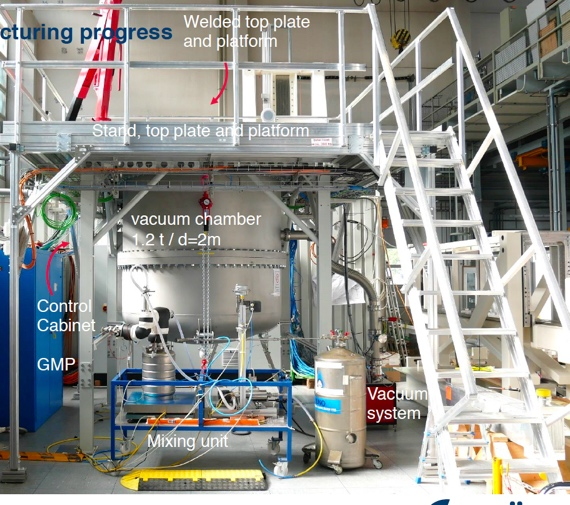 cturing progress
Welded top plate
and platform
Stand, top plate and platform
vacuum chamber
1.2 t / d=2m
Control
Cabinet
GMP
Vacuum
system
Mixing unit